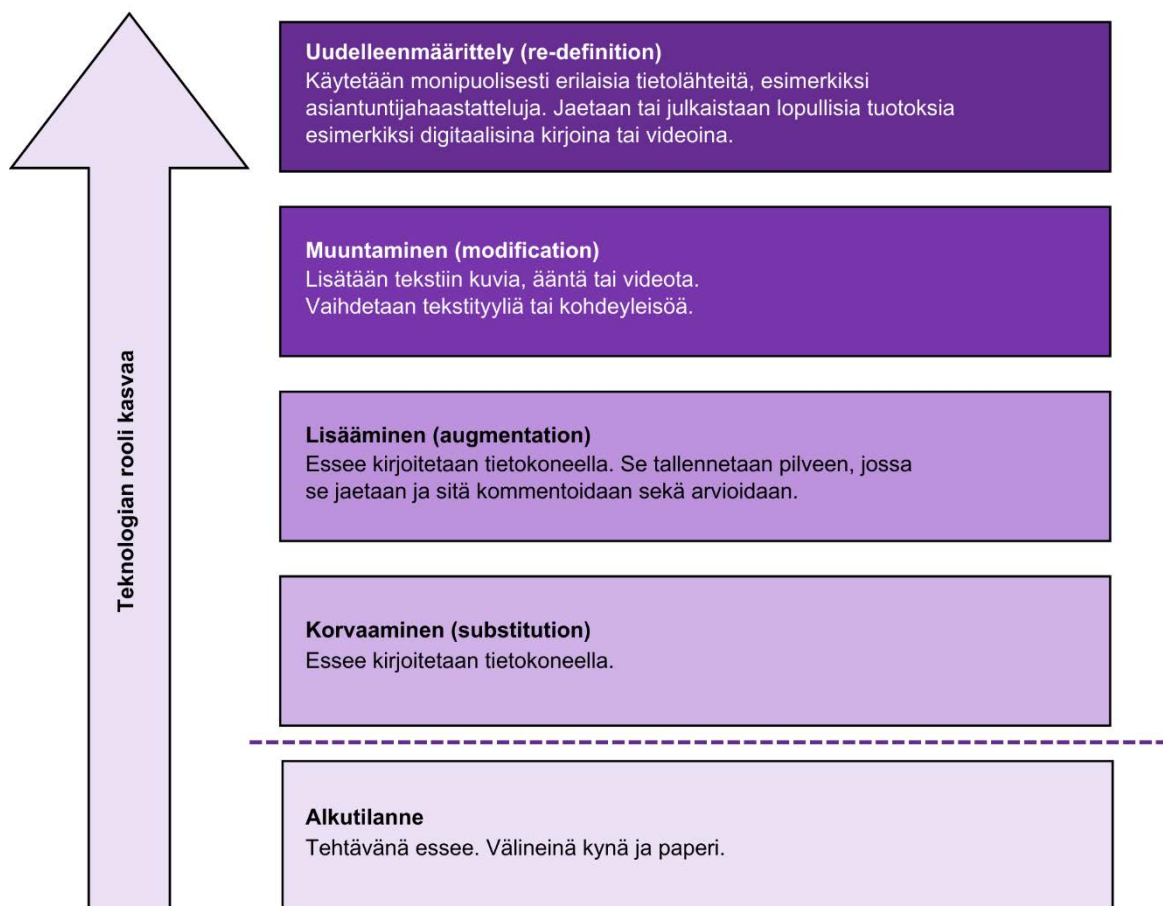 Uudelleenmäärittely (re-definition)
Käytetään monipuolisesti erilaisia tietolähteitä, esimerkiksi
asiantuntijahaastatteluja. Jaetaan tai julkaistaan lopullisia tuotoksia
esimerkiksi digitaalisina kirjoina tai videoina.
Muuntaminen (modification)
Lisätään tekstiin kuvia, ääntä tai videota.
Vaihdetaan tekstityyliä tai kohdeyleisöä.
Lisääminen (augmentation)
Essee kirjoitetaan tietokoneella. Se tallennetaan pilveen, jossa
se jaetaan ja sitä kommentoidaan sekä arvioidaan.
Korvaaminen (substitution)
Essee kirjoitetaan tietokoneella.
Alkutilanne
Tehtävänä essee. Välineinä kynä ja paperi.
Teknologian rooli kasvaa